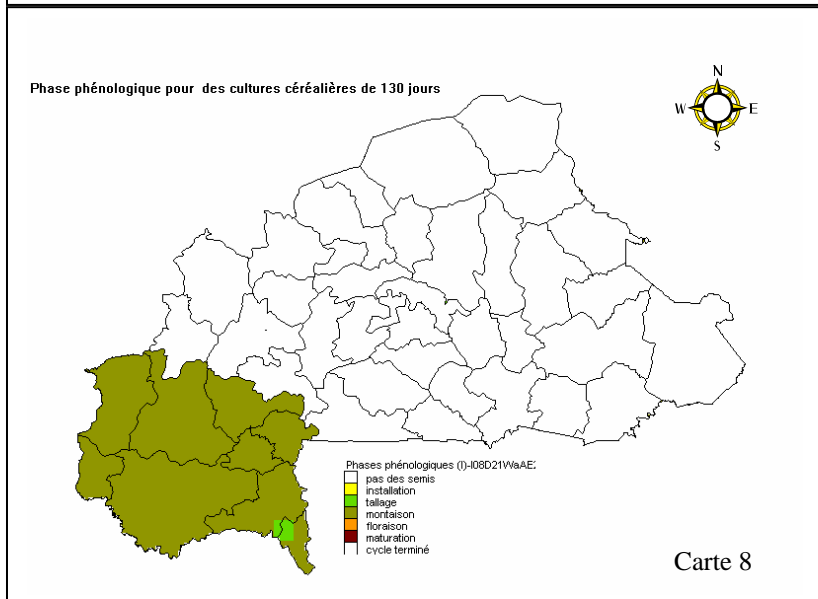 Phase phénologique pour des cultures céréalières de 130 jours
N
W E
S
Phases phénologiques (I)-I08D21WaAE2
pas des semis
installation
tallage
montaison
floraison
maturation
cycle terminé
Carte 8